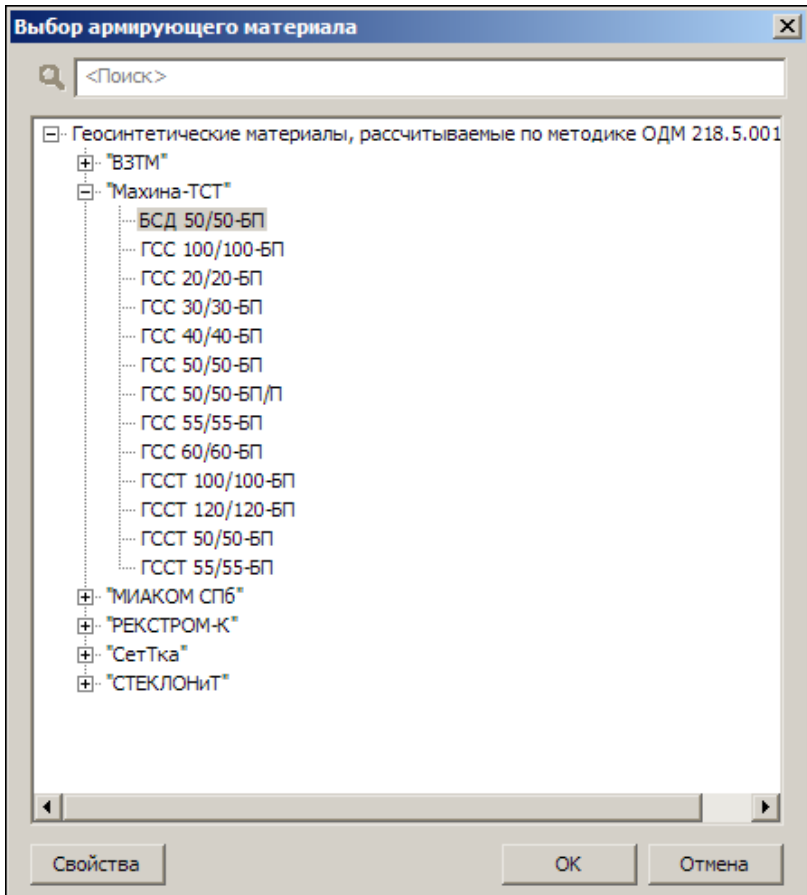 Выбор армирующего материала
<Поиск>
Геосинтетические материалы, рассчитываемые по методике ОДМ 218.5.001
"ВЗТМ"
"Махина-ТСТ"
БСД 50/50-БП
ГСС 100/100-БП
ГСС 20/20-БП
ГСС 30/30-БП
ГСС 40/40-БП
ГСС 50/50-БП
ГСС 50/50-БП/П
ГСС 55/55-БП
ГСС 60/60-БП
ГССТ 100/100-БП
ГССТ 120/120-БП
ГССТ 50/50-БП
ГССТ 55/55-БП
"МИАКОМ СПб"
"РЕКСТРОМ-К"
"СетТка"
"СТЕКЛОНиТ"
Свойства ОК Отмена